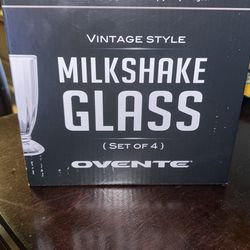 VINTAGE STYLE
MILKSHAKE
GLASS
( SET OF 4 )
OVENTE®